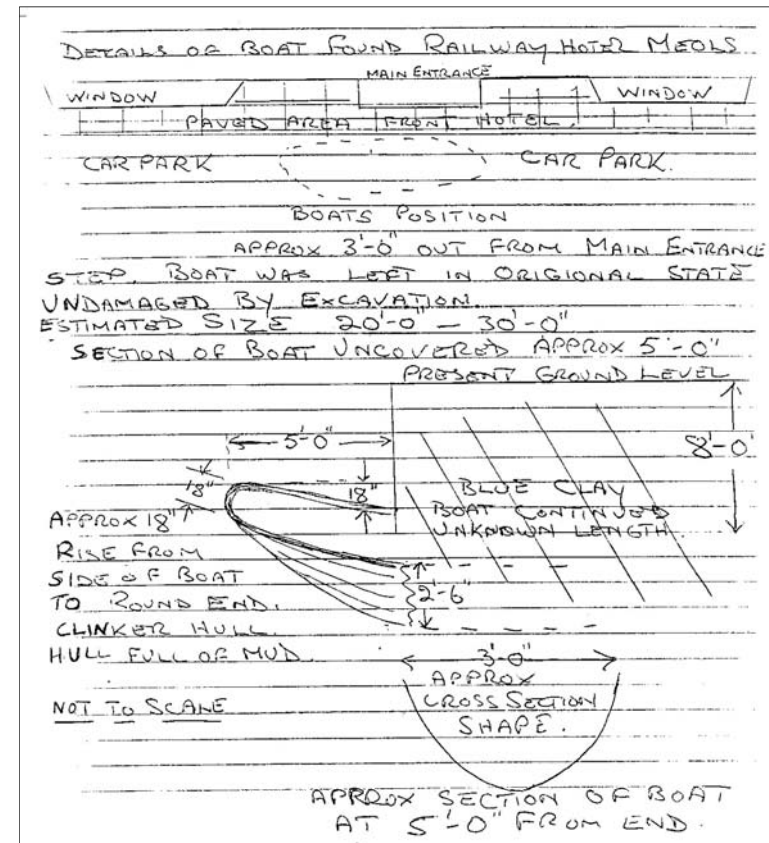 DETAILS OF BOAT FOUND RAILWAY HOTEL MEOLS
MAIN ENTRANCE
WINDOW
WINDOW
PAVED AREA FRONT HOTEL.
CAR PARK
CAR PARK.
BOATS POSITION
APPROX 3'-0" OUT FROM MAIN ENTRANCE
STEP. BOAT WAS LEFT IN ORIGIONAL STATE
UNDAMAGED BY EXCAVATION.
ESTIMATED SIZE 20'-0" - 30'-0"
SECTION OF BOAT UNCOVERED APPROX 5'-0"
PRESENT GROUND LEVEL
5'-0"
8'-0"
18"
18"
BLUE CLAY
BOAT CONTINUED
UNKNOWN LENGTH.
APPROX 18"
RISE FROM
SIDE OF BOAT
TO ROUND END.
CLINKER HULL.
HULL FULL OF MUD.
2'-6"
3'-0"
APPROX
CROSS SECTION
SHAPE.
NOT TO SCALE
APPROX SECTION OF BOAT
AT 5'-0" FROM END.